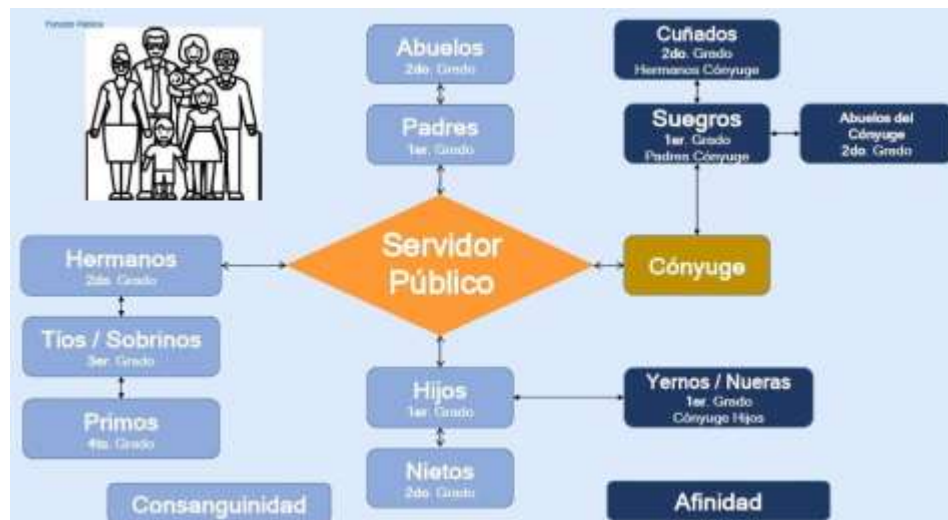 Abuelos
2do. Grado
Padres
1er. Grado
Cuñados
2do. Grado
Hermanos Cónyuge
Suegros
1er. Grado
Padres Cónyuge
Abuelos del
Cónyuge
2do. Grado
Servidor
Público
Cónyuge
Hermanos
2do. Grado
Tíos / Sobrinos
3er. Grado
Primos
4to. Grado
Hijos
1er. Grado
Nietos
2do. Grado
Yernos / Nueras
1er. Grado
Cónyuge Hijos
Consanguinidad
Afinidad